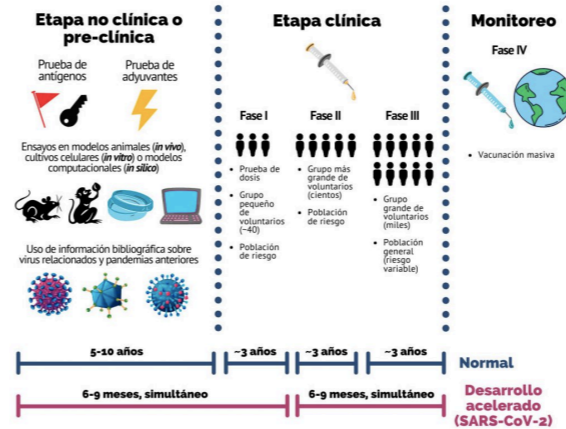 Etapa no clínica o
pre-clínica
Prueba de
antígenos
Prueba de
adyuvantes
Ensayos en modelos animales (in vivo),
cultivos celulares (in vitro) o modelos
computacionales (in silico)
Uso de información bibliográfica sobre
virus relacionados y pandemias anteriores
Etapa clínica
Fase I
• Prueba de
dosis
• Grupo
pequeño
de
voluntarios
(~40)
• Población
de riesgo
Fase II
• Grupo más
grande de
voluntarios
(cientos)
• Población
de riesgo
Fase III
• Grupo
grande de
voluntarios
(miles)
• Población
general
(riesgo
variable)
Monitoreo
Fase IV
• Vacunación masiva
5-10 años
~3 años
~3 años
~3 años
Normal
6-9 meses, simultáneo
6-9 meses, simultáneo
Desarrollo
acelerado
(SARS-CoV-2)